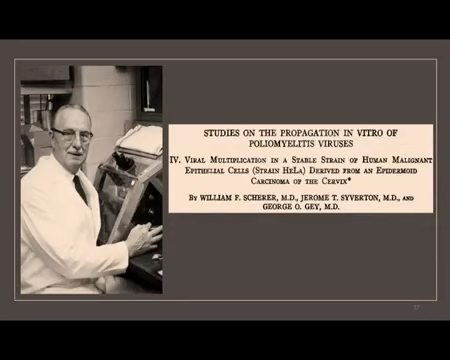 STUDIES ON THE PROPAGATION IN VITRO OF
POLIOMYELITIS VIRUSES
IV. Viral Multiplication in a Stable Strain of Human Malignant
Epithelial Cells (Strain HeLa) Derived from an Epidermoid
Carcinoma of the Cervix*
By WILLIAM F. SCHERER, M.D., JEROME T. SYVERTON, M.D., and
GEORGE O. GEY, M.D.
17